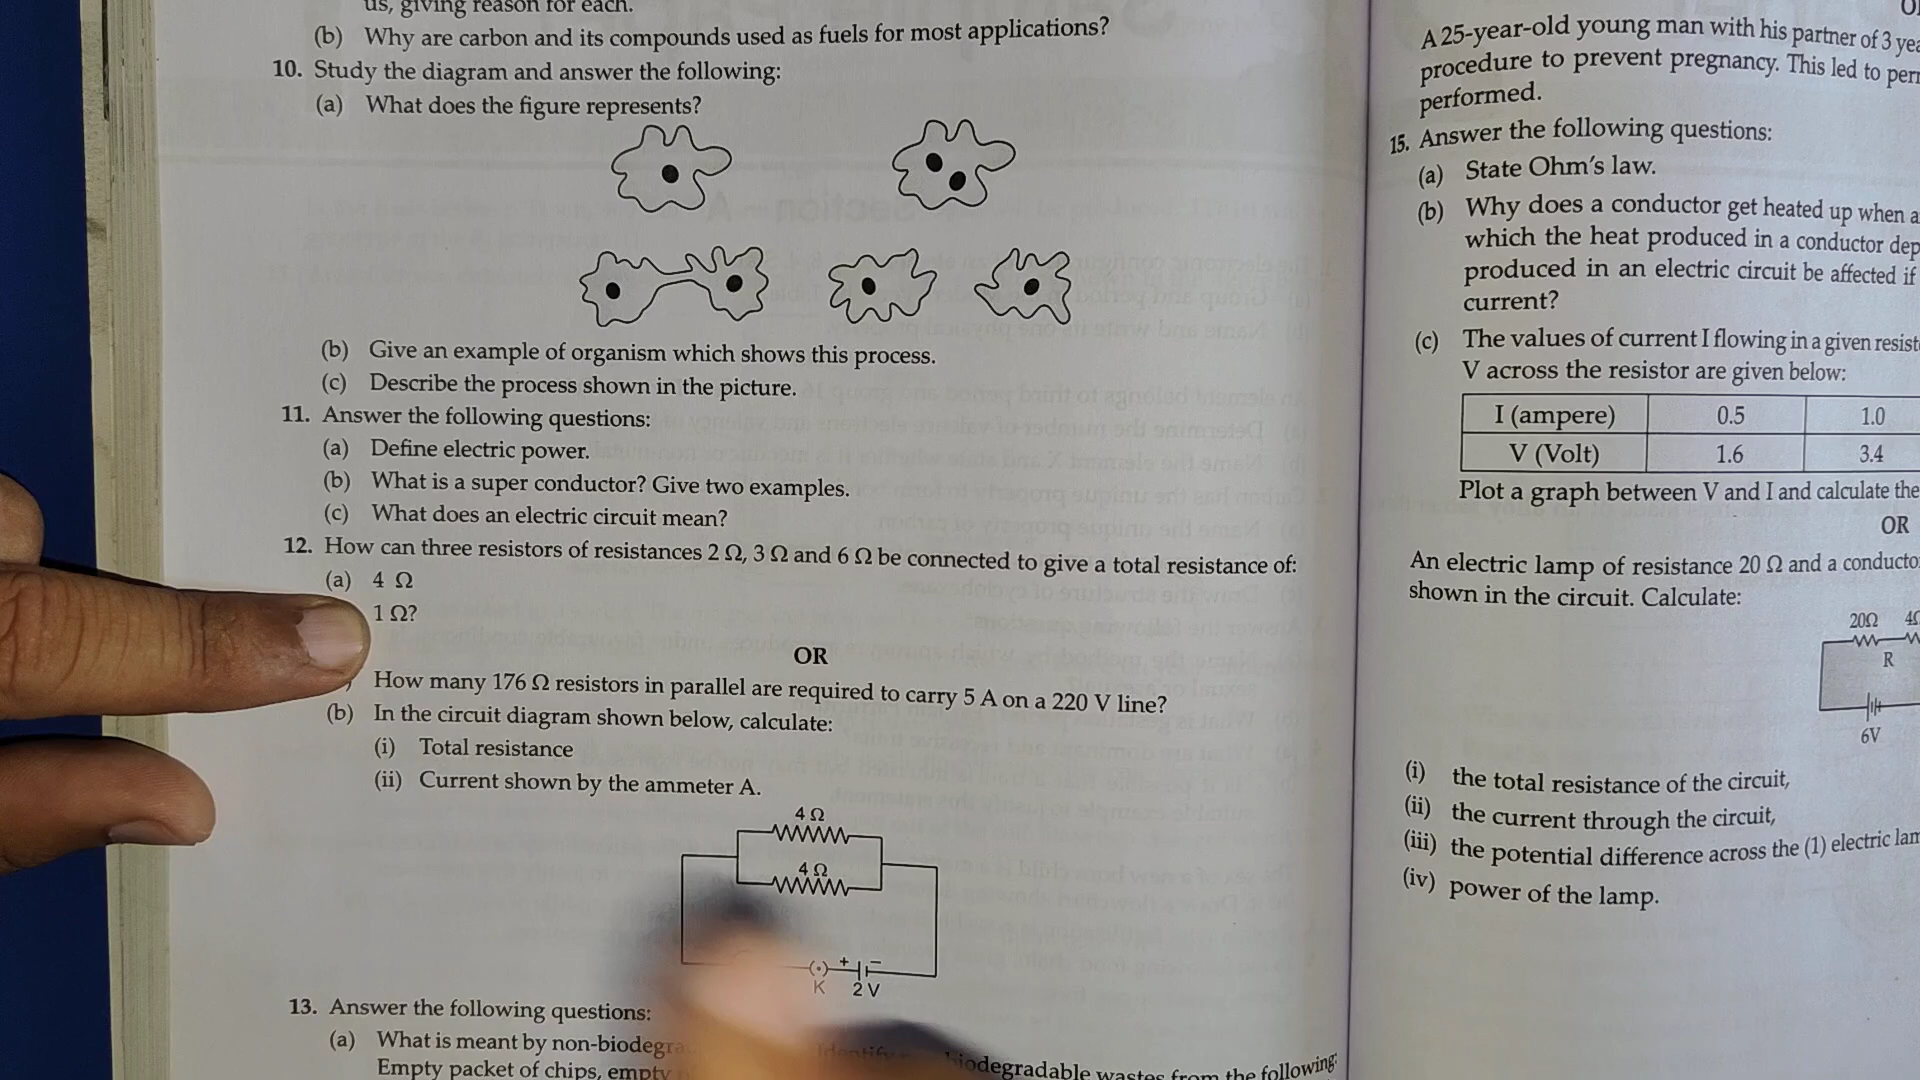 us, giving reason for each.
(b) Why are carbon and its compounds used as fuels for most applications?
10. Study the diagram and answer the following:
(a) What does the figure represents?
(b) Give an example of organism which shows this process.
(c) Describe the process shown in the picture.
11. Answer the following questions:
(a) Define electric power.
(b) What is a super conductor? Give two examples.
(c) What does an electric circuit mean?
12. How can three resistors of resistances 2 Ω, 3 Ω and 6 Ω be connected to give a total resistance of:
(a) 4 Ω
1 Ω?
OR
How many 176 Ω resistors in parallel are required to carry 5 A on a 220 V line?
(b) In the circuit diagram shown below, calculate:
(i) Total resistance
(ii) Current shown by the ammeter A.
4 Ω
4 Ω
+ −
K 2 V
13. Answer the following questions:
(a) What is meant by biodegradable wastes from the following:
Empty packet of chips, empty
A 25-year-old young man with his partner of 3
procedure to prevent pregnancy. This led to
performed.
15. Answer the following questions:
(a) State Ohm's law.
(b) Why does a conductor get heated up when
which the heat produced in a conductor
produced in an electric circuit be affected if
current?
(c) The values of current I flowing in a given
V across the resistor are given below:
I (ampere) 0.5 1.0
V (Volt) 1.6 3.4
Plot a graph between V and I and calculate the
OR
An electric lamp of resistance 20 Ω and a
shown in the circuit. Calculate:
20Ω
R
6V
(i) the total resistance of the circuit,
(ii) the current through the circuit,
(iii) the potential difference across the (1) electric
(iv) power of the lamp.